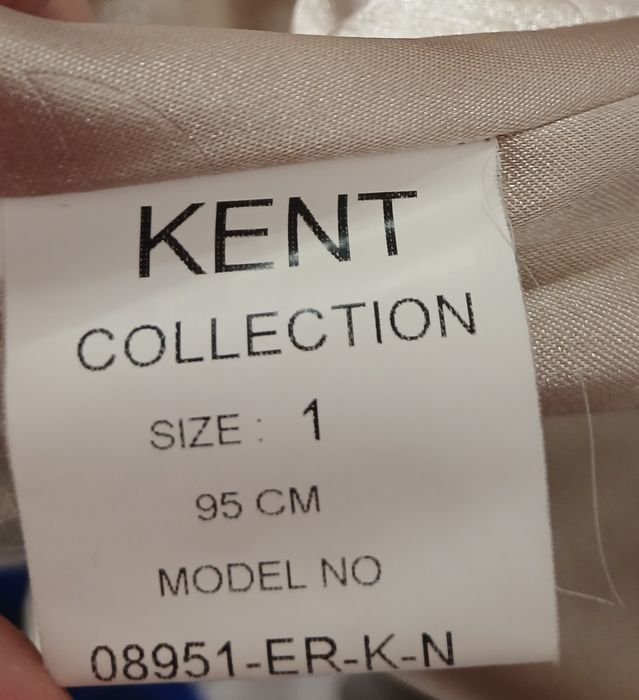 KENT
COLLECTION
SIZE : 1
95 CM
MODEL NO
08951-ER-K-N